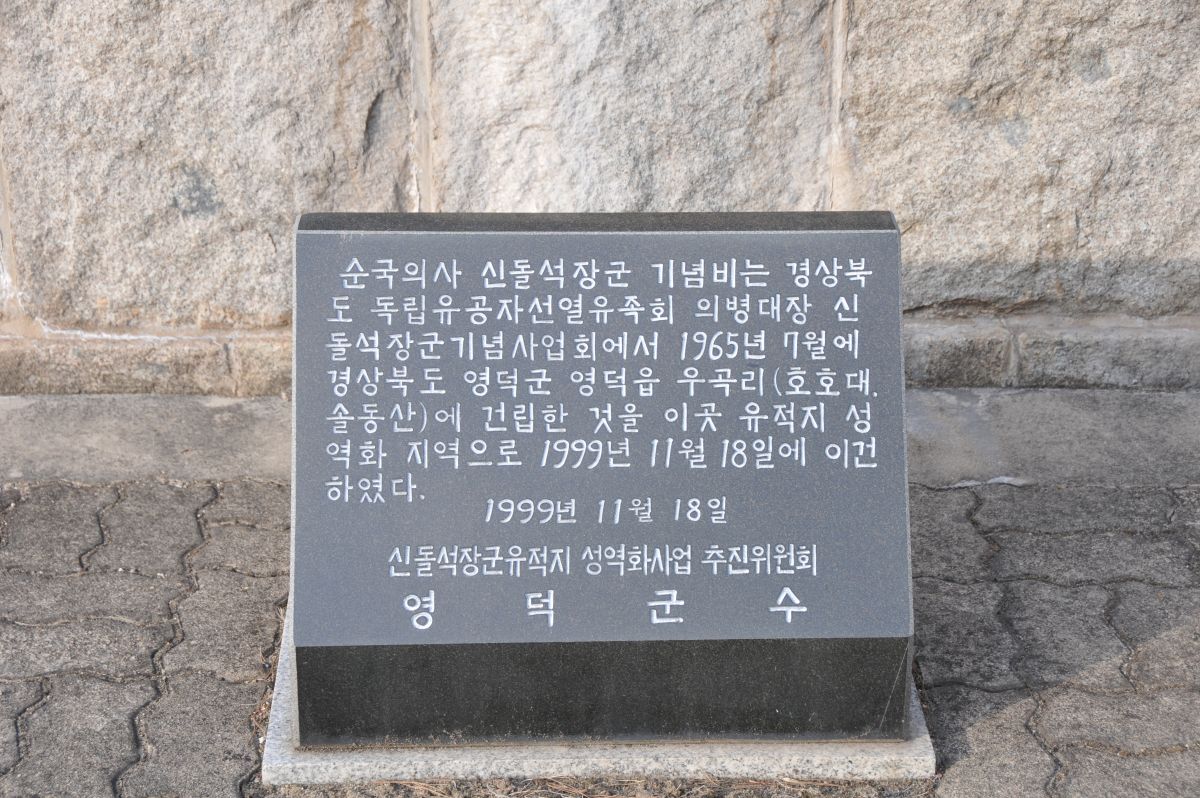 순국의사 신돌석장군 기념비는 경상북
도 독립유공자선열유족회 의병대장 신
돌석장군기념사업회에서 1965년 7월에
경상북도 영덕군 영덕읍 우곡리(호호대.
솔동산)에 건립한 것을 이곳 유적지 성
역화 지역으로 1999년 11월 18일에 이건
하였다.
1999년 11월 18일
신돌석장군유적지 성역화사업 추진위원회
영 덕 군 수